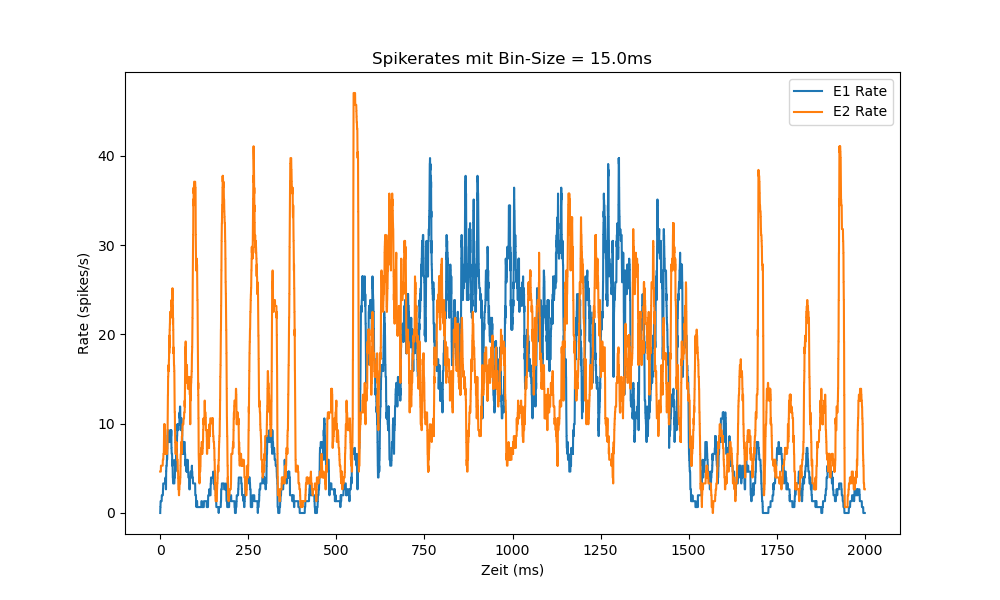 Spikerates mit Bin-Size = 15.0ms
E1 Rate
E2 Rate
Rate (spikes/s)
40
30
20
10
0
0 250 500 750 1000 1250 1500 1750 2000
Zeit (ms)